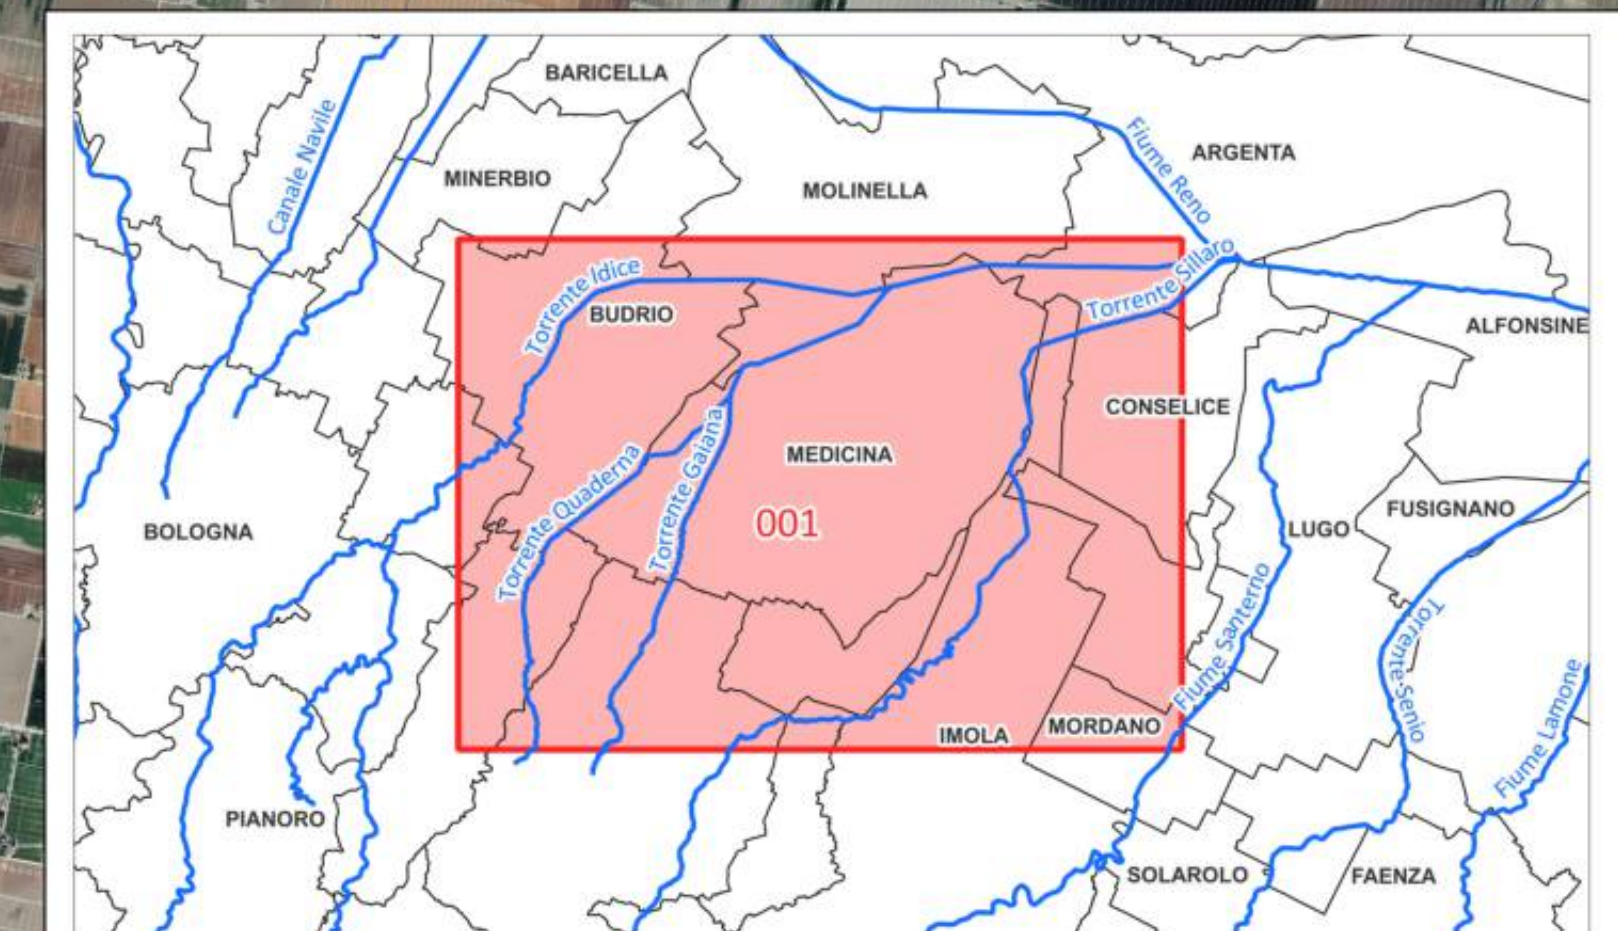 BARICELLA
Canale Navile
MINERBIO
MOLINELLA
Fiume Reno
ARGENTA
Torrente Idice
BUDRIO
Torrente Sillaro
ALFONSINE
CONSELICE
MEDICINA
Torrente Quaderna
Torrente Gaiana
001
BOLOGNA
LUGO
FUSIGNANO
Fiume Santerno
Torrente Senio
IMOLA
MORDANO
Fiume Lamone
PIANORO
SOLAROLO
FAENZA